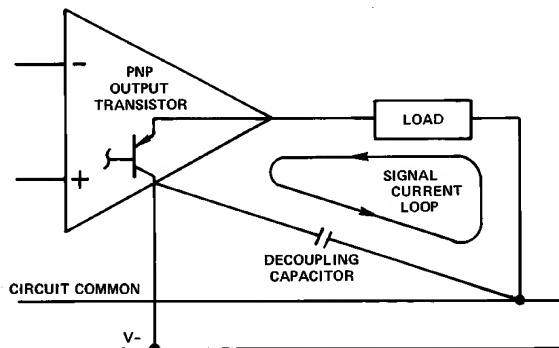 -
PNP
OUTPUT
TRANSISTOR
LOAD
+
SIGNAL
CURRENT
LOOP
DECOUPLING
CAPACITOR
CIRCUIT COMMON
V-